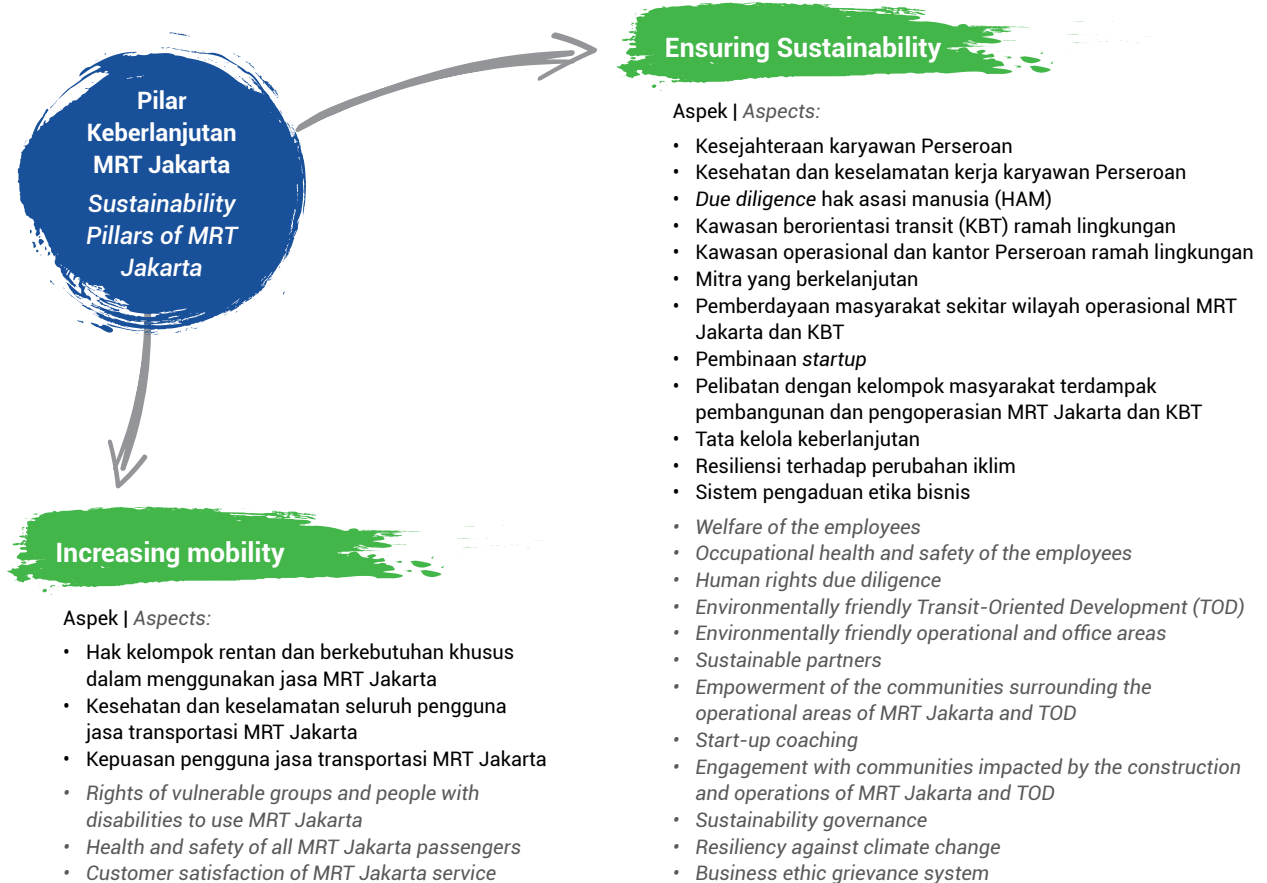 Pilar
Keberlanjutan
MRT Jakarta
Sustainability
Pillars of MRT
Jakarta
Ensuring Sustainability
Aspek | Aspects:
• Kesejahteraan karyawan Perseroan
• Kesehatan dan keselamatan kerja karyawan Perseroan
• Due diligence hak asasi manusia (HAM)
• Kawasan berorientasi transit (KBT) ramah lingkungan
• Kawasan operasional dan kantor Perseroan ramah lingkungan
• Mitra yang berkelanjutan
• Pemberdayaan masyarakat sekitar wilayah operasional MRT
Jakarta dan KBT
• Pembinaan startup
• Pelibatan dengan kelompok masyarakat terdampak
pembangunan dan pengoperasian MRT Jakarta dan KBT
• Tata kelola keberlanjutan
• Resiliensi terhadap perubahan iklim
• Sistem pengaduan etika bisnis
• Welfare of the employees
• Occupational health and safety of the employees
• Human rights due diligence
• Environmentally friendly Transit-Oriented Development (TOD)
• Environmentally friendly operational and office areas
• Sustainable partners
• Empowerment of the communities surrounding the
operational areas of MRT Jakarta and TOD
• Start-up coaching
• Engagement with communities impacted by the construction
and operations of MRT Jakarta and TOD
• Sustainability governance
• Resiliency against climate change
• Business ethic grievance system
Increasing mobility
Aspek | Aspects:
• Hak kelompok rentan dan berkebutuhan khusus
dalam menggunakan jasa MRT Jakarta
• Kesehatan dan keselamatan seluruh pengguna
jasa transportasi MRT Jakarta
• Kepuasan pengguna jasa transportasi MRT Jakarta
• Rights of vulnerable groups and people with
disabilities to use MRT Jakarta
• Health and safety of all MRT Jakarta passengers
• Customer satisfaction of MRT Jakarta service